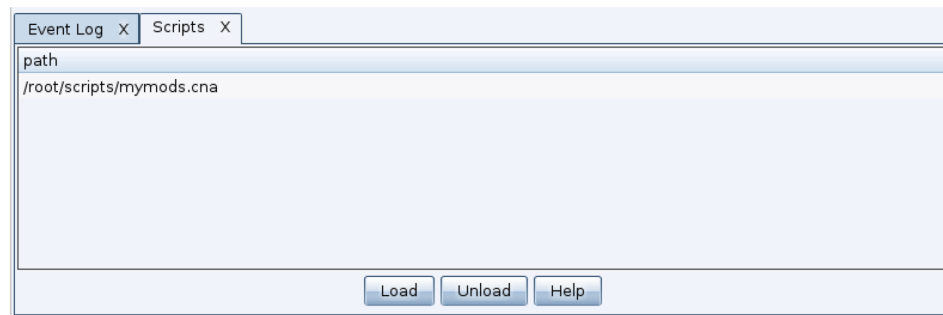 Event Log X Scripts X
path
/root/scripts/mymods.cna
Load Unload Help